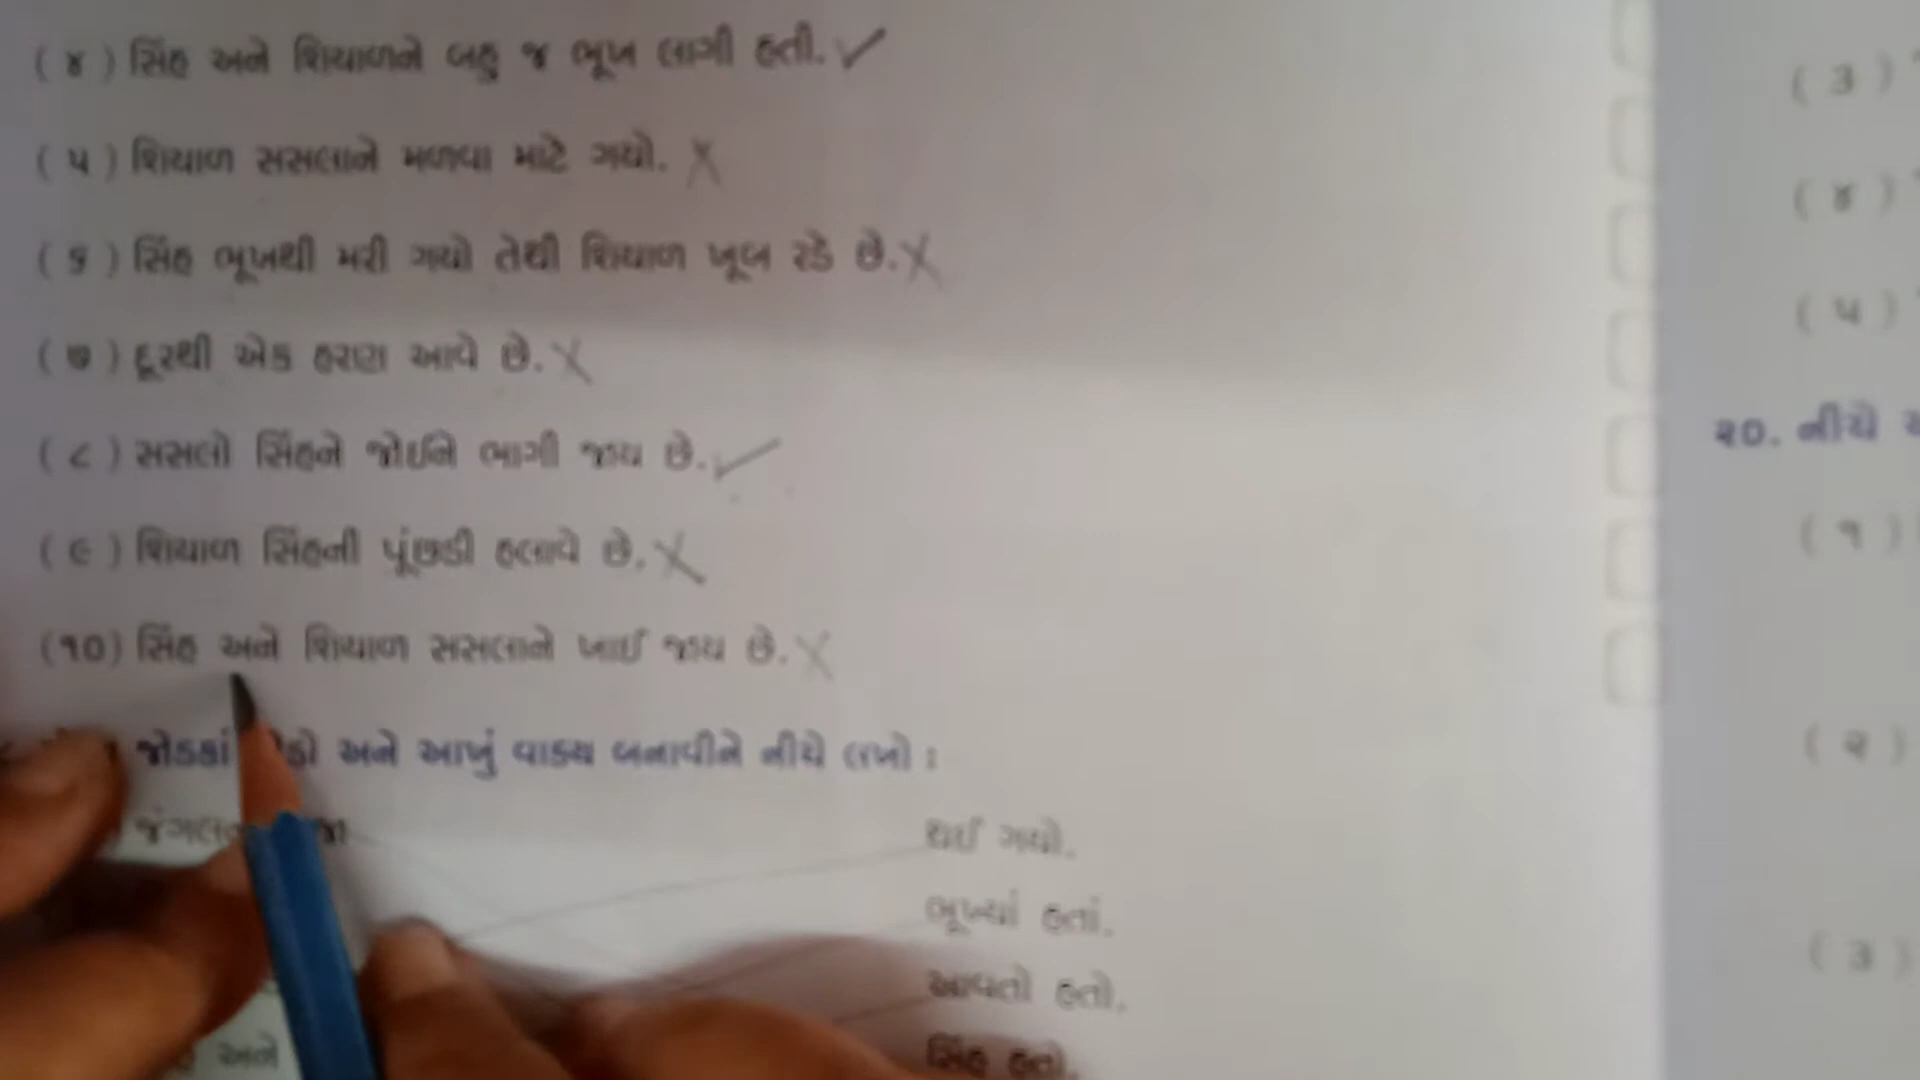 (૪) સિંહ અને શિયાળને બહુ જ ભૂખ લાગી હતી. ✓
(૫) શિયાળ સસલાને મળવા માટે ગયો. X
(૬) સિંહ ભૂખથી મરી ગયો તેથી શિયાળ ખૂબ રડે છે. X
(૭) દૂરથી એક હરણ આવે છે. X
(૮) સસલો સિંહને જોઈને ભાગી જાય છે. ✓
(૯) શિયાળ સિંહની પૂંછડી હલાવે છે. X
(૧૦) સિંહ અને શિયાળ સસલાને ખાઈ જાય છે. X
જોડકાં અને આખું વાક્ય બનાવીને નીચે લખો :
થઈ ગયો.
ભૂખ્યાં હતાં.
આવતો હતો.
અને સિંહ હતો.
(૩)
(૪)
(૫)
૨૦. નીચે
(૧)
(૨)
(૩)